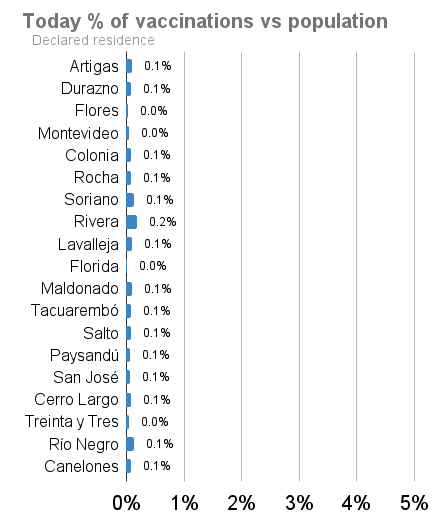 Today % of vaccinations vs population
Declared residence
Artigas 0.1%
Durazno 0.1%
Flores 0.0%
Montevideo 0.0%
Colonia 0.1%
Rocha 0.1%
Soriano 0.1%
Rivera 0.2%
Lavalleja 0.1%
Florida 0.0%
Maldonado 0.1%
Tacuarembó 0.1%
Salto 0.1%
Paysandú 0.1%
San José 0.1%
Cerro Largo 0.1%
Treinta y Tres 0.0%
Río Negro 0.1%
Canelones 0.1%
0% 1% 2% 3% 4% 5%